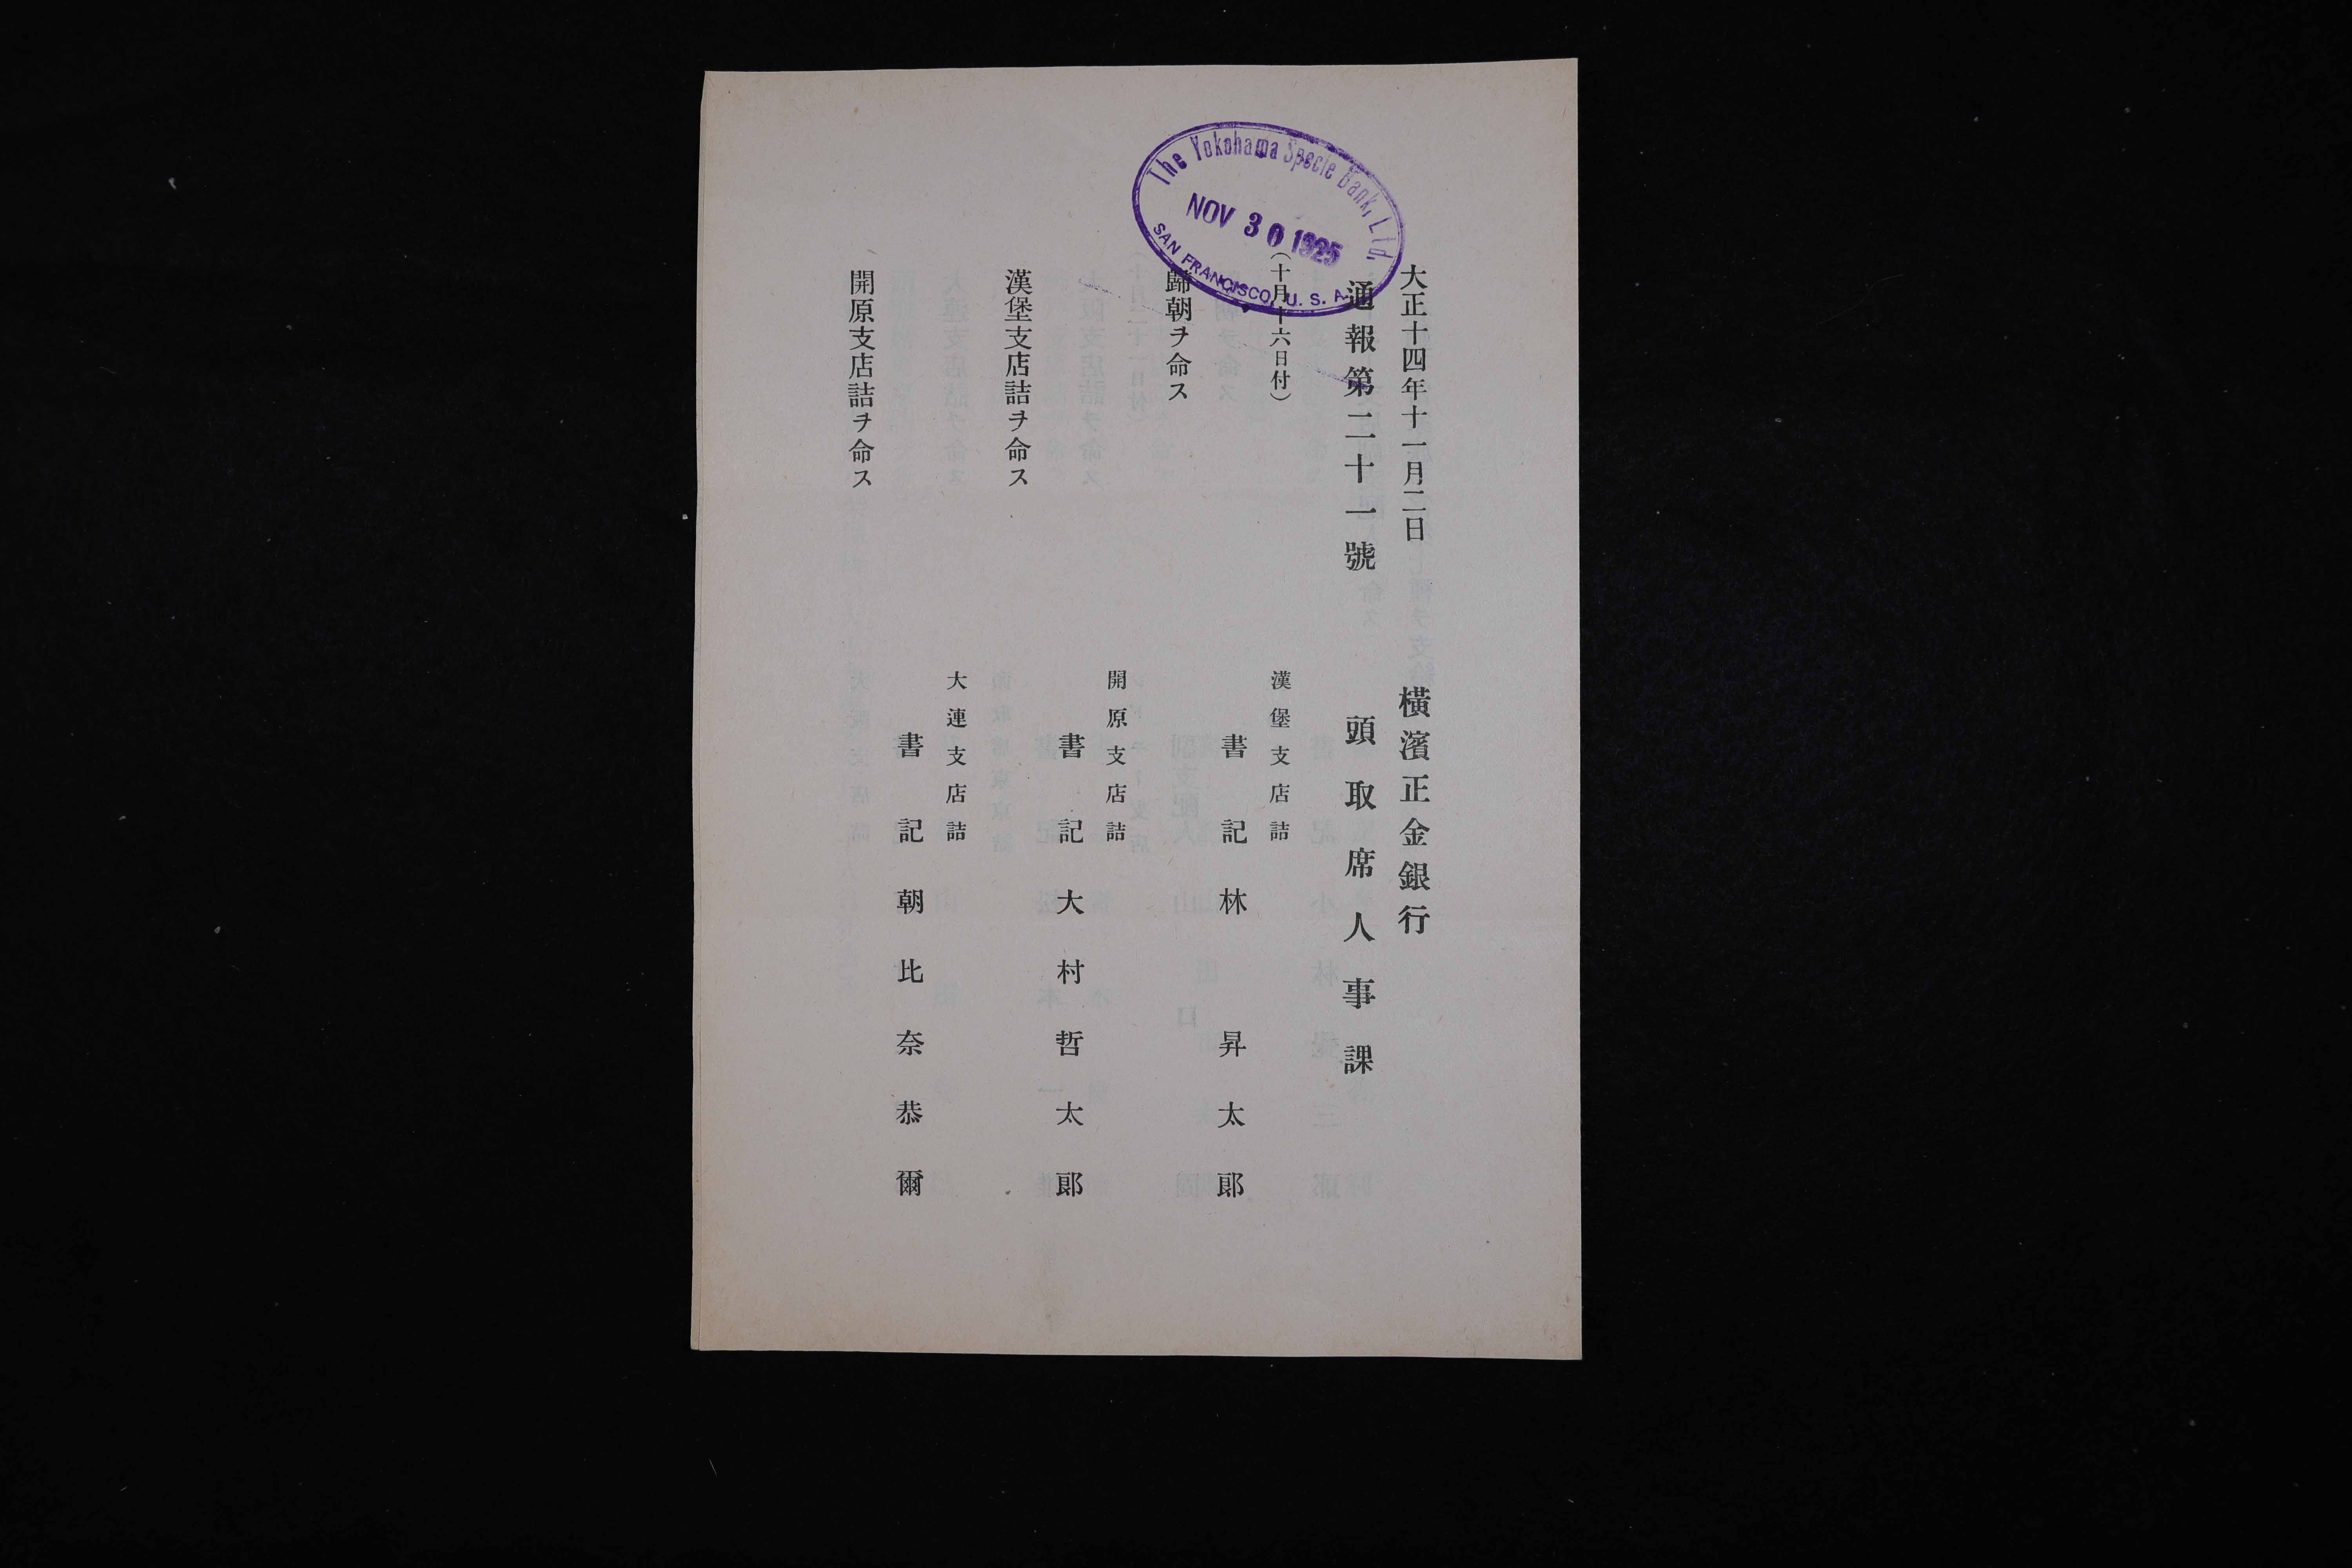 The Yokohama Specie Bank, Ltd.
NOV 30 1925
SAN FRANCISCO, U. S. A.
大正十四年十一月二日
橫濱正金銀行
通報第二十一號
頭取席人事課
(十月十六日付)
漢堡支店詰
書記 林 昇太郎
歸朝ヲ命ス
開原支店詰
書記 大村哲太郎
漢堡支店詰ヲ命ス
大連支店詰
書記 朝比奈恭爾
開原支店詰ヲ命ス